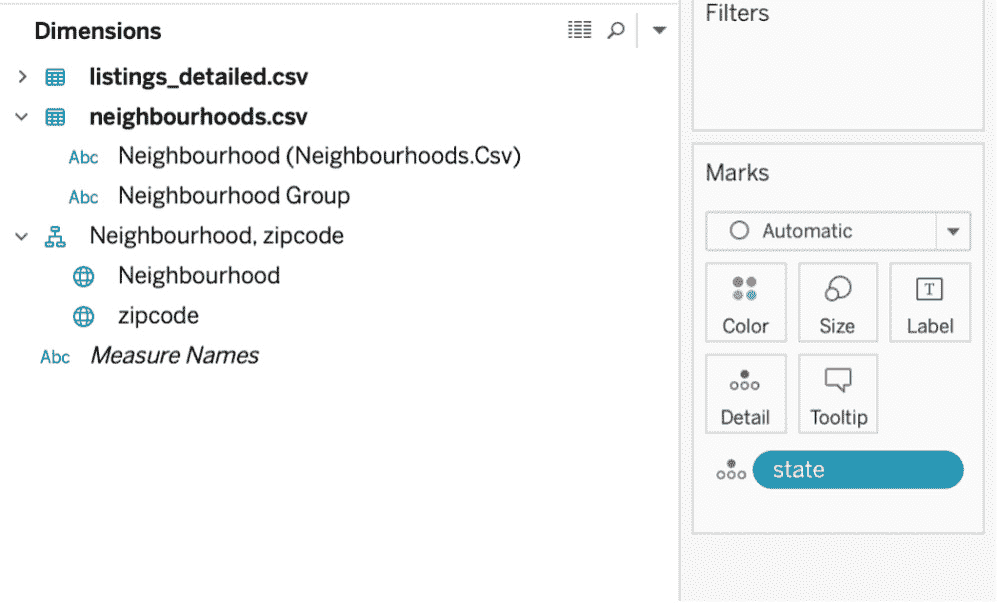 Dimensions
listings_detailed.csv
neighbourhoods.csv
Abc Neighbourhood (Neighbourhoods.Csv)
Abc Neighbourhood Group
Neighbourhood, zipcode
Neighbourhood
zipcode
Abc Measure Names
Filters
Marks
Automatic
Color Size T Label
Detail Tooltip
state